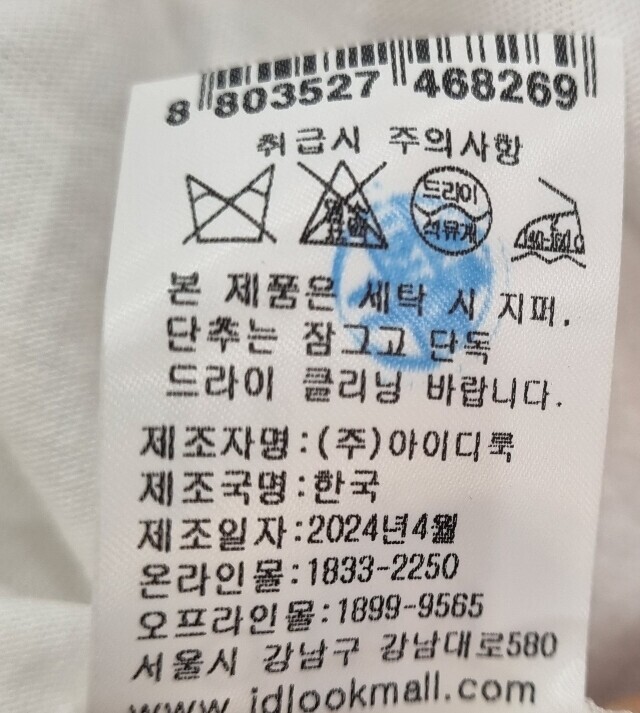 8 803527 468269
취급시 주의사항
드라이
석유계
140-160℃
본 제품은 세탁 시 지퍼.
단추는 잠그고 단독
드라이 클리닝 바랍니다.
제조자명:(주)아이디룩
제조국명:한국
제조일자:2024년4월
온라인몰:1833-2250
오프라인몰:1899-9565
서울시 강남구 강남대로580
www.idlookmall.com